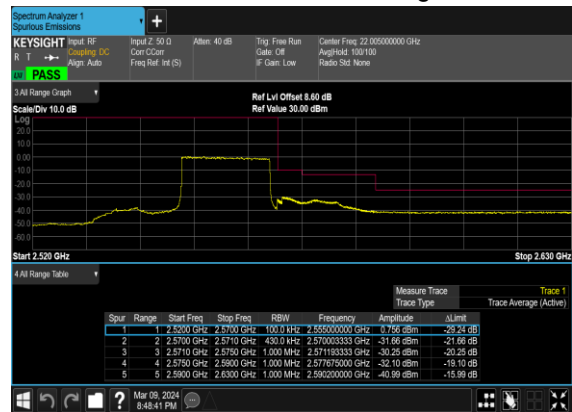 Spectrum Analyzer 1
Spurious Emissions
KEYSIGHT Input: RF Input Z: 50 Ω Atten: 40 dB Trig: Free Run Center Freq: 22.005000000 GHz
R T Coupling: DC Corr CCorr Gate: Off Avg|Hold: 100/100
Align: Auto Freq Ref: Int (S) IF Gain: Low Radio Std: None
PASS
3 All Range Graph
Ref Lvl Offset 8.60 dB
Scale/Div 10.0 dB Ref Value 30.00 dBm
Log
20.0
10.0
0.00
-10.0
-20.0
-30.0
-40.0
-50.0
-60.0
Start 2.520 GHz Stop 2.630 GHz
4 All Range Table
Measure Trace Trace 1
Trace Type Trace Average (Active)
Spur Range Start Freq Stop Freq RBW Frequency Amplitude ΔLimit
1 1 2.5200 GHz 2.5700 GHz 100.0 kHz 2.555000000 GHz 0.756 dBm -29.24 dB
2 2 2.5700 GHz 2.5710 GHz 430.0 kHz 2.570003333 GHz -31.66 dBm -21.66 dB
3 3 2.5710 GHz 2.5750 GHz 1.000 MHz 2.571193333 GHz -30.25 dBm -20.25 dB
4 4 2.5750 GHz 2.5900 GHz 1.000 MHz 2.577675000 GHz -32.10 dBm -19.10 dB
5 5 2.5900 GHz 2.6300 GHz 1.000 MHz 2.590200000 GHz -40.99 dBm -15.99 dB
Mar 09, 2024
8:48:41 PM